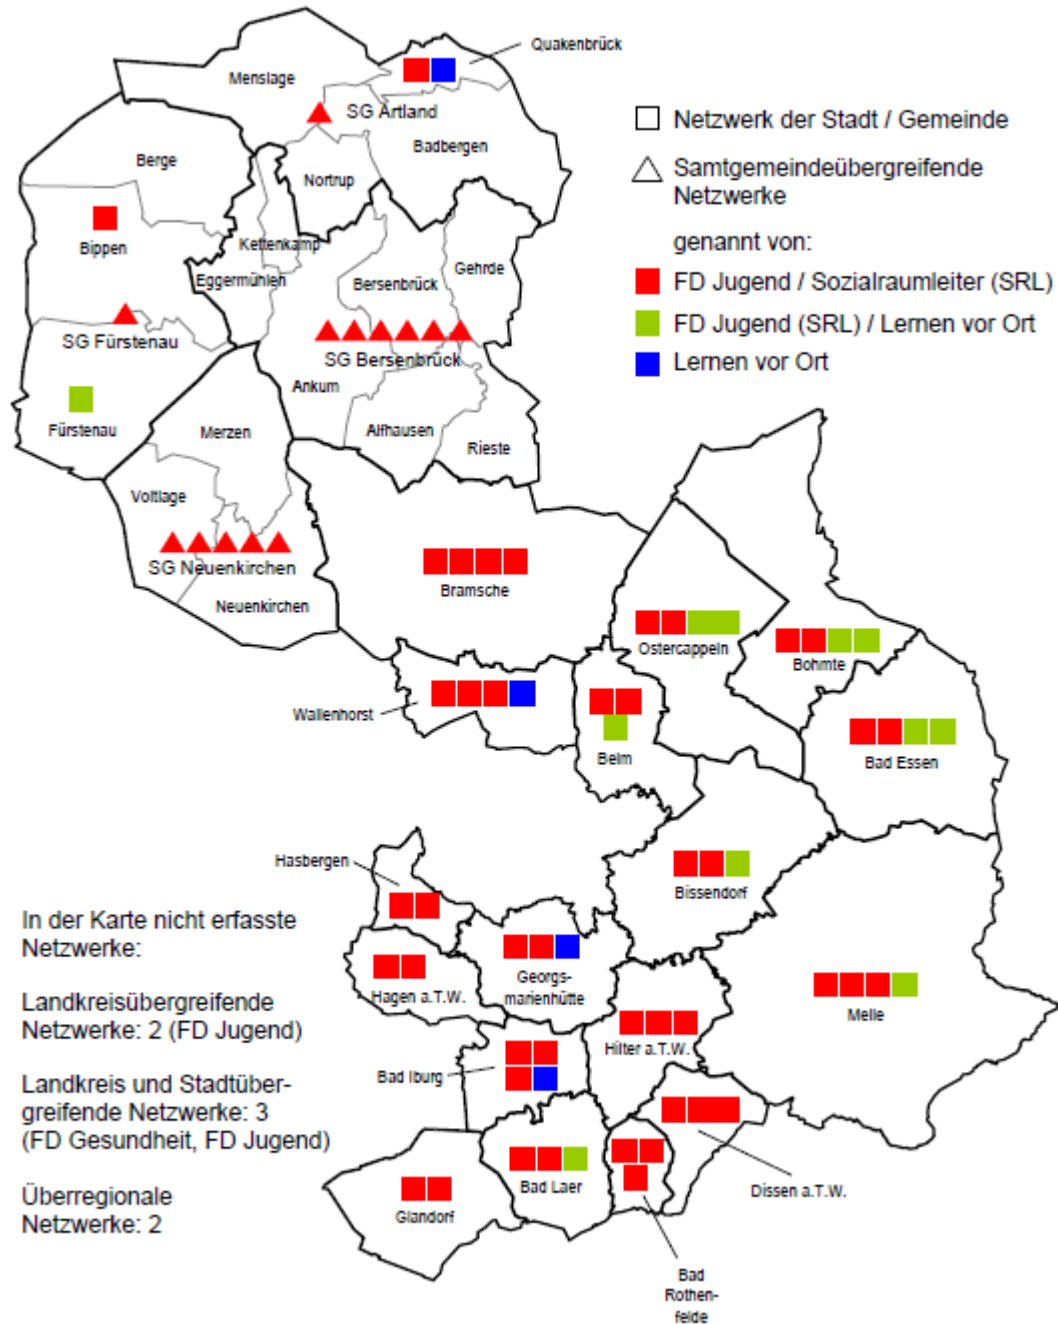 Quakenbrück
Menslage
SG Artland
Badbergen
Berge
Nortrup
Bippen
Kettenkamp
Eggermühlen
Gehrde
Bersenbrück
SG Fürstenau
SG Bersenbrück
Ankum
Fürstenau
Merzen
Alfhausen
Rieste
Voltlage
SG Neuenkirchen
Neuenkirchen
Netzwerk der Stadt / Gemeinde
Samtgemeindeübergreifende
Netzwerke
genannt von:
FD Jugend / Sozialraumleiter (SRL)
FD Jugend (SRL) / Lernen vor Ort
Lernen vor Ort
Bramsche
Ostercappeln
Bohmte
Wallenhorst
Belm
Bad Essen
Hasbergen
Bissendorf
Hagen a.T.W.
Georgs-
marienhütte
Melle
Hilter a.T.W.
Bad Iburg
Bad Laer
Dissen a.T.W.
Glandorf
Bad
Rothen-
felde
In der Karte nicht erfasste
Netzwerke:
Landkreisübergreifende
Netzwerke: 2 (FD Jugend)
Landkreis und Stadtüber-
greifende Netzwerke: 3
(FD Gesundheit, FD Jugend)
Überregionale
Netzwerke: 2